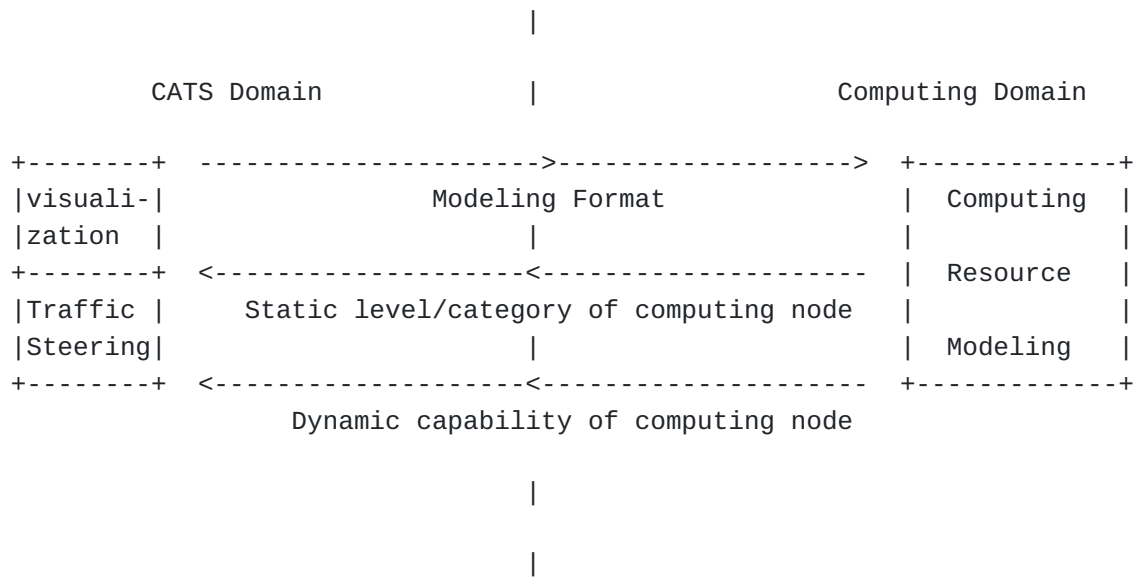 |
CATS Domain | Computing Domain
+--------+ ---------------------->-------------------> +-------------+
|visuali-| Modeling Format | Computing |
|zation | | | |
+--------+ <--------------------<--------------------- | Resource |
|Traffic | Static level/category of computing node | |
|Steering| | | Modeling |
+--------+ <--------------------<--------------------- +-------------+
Dynamic capability of computing node
|
|